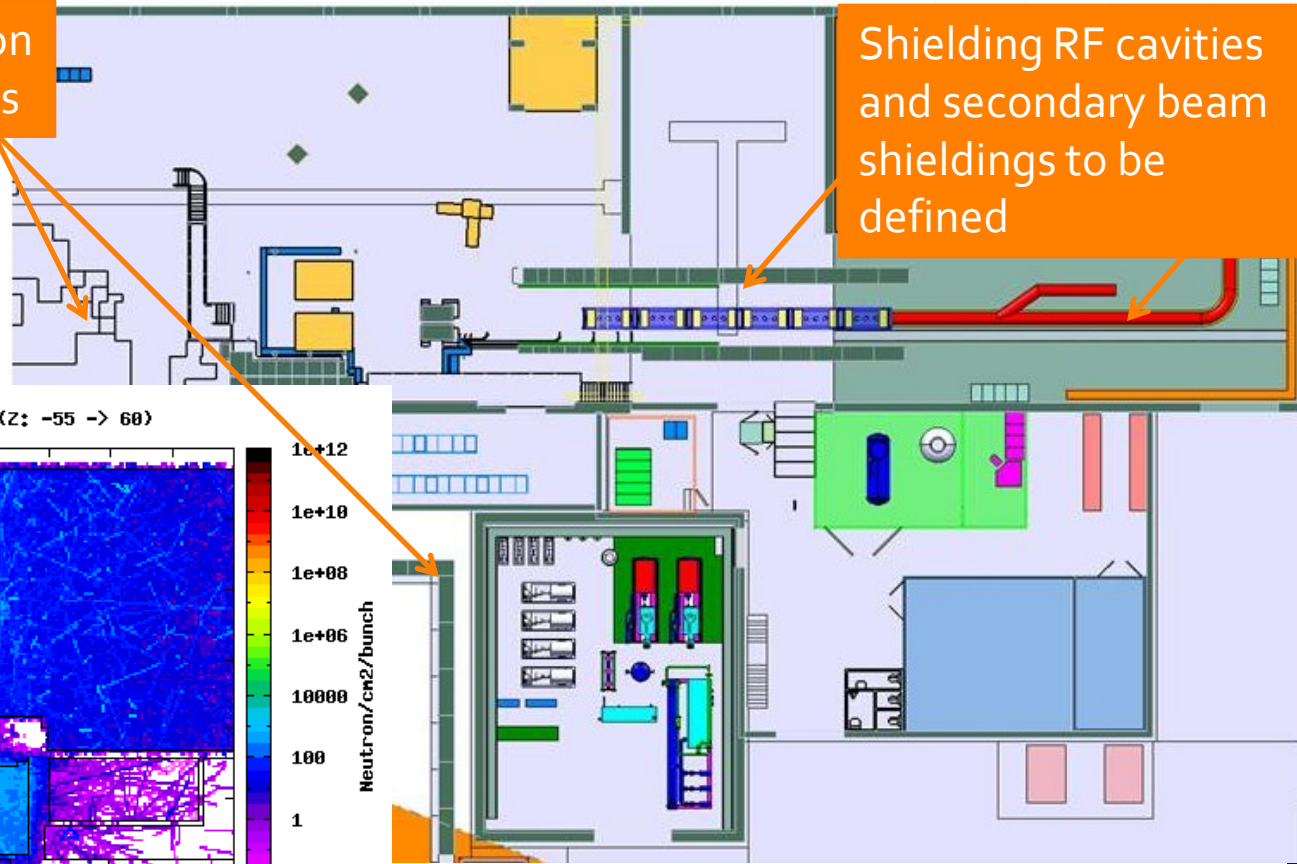 on
s
Shielding RF cavities
and secondary beam
shieldings to be
defined
(Z: -55 -> 60)
1e+12
1e+10
1e+08
1e+06
10000
100
1
Neutron/cm2/bunch